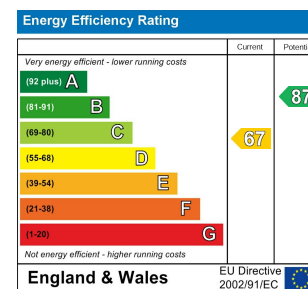 Energy Efficiency Rating
Current Potenti
Very energy efficient - lower running costs
(92 plus) A
(81-91) B 87
(69-80) C 67
(55-68) D
(39-54) E
(21-38) F
(1-20) G
Not energy efficient - higher running costs
England & Wales
EU Directive
2002/91/EC